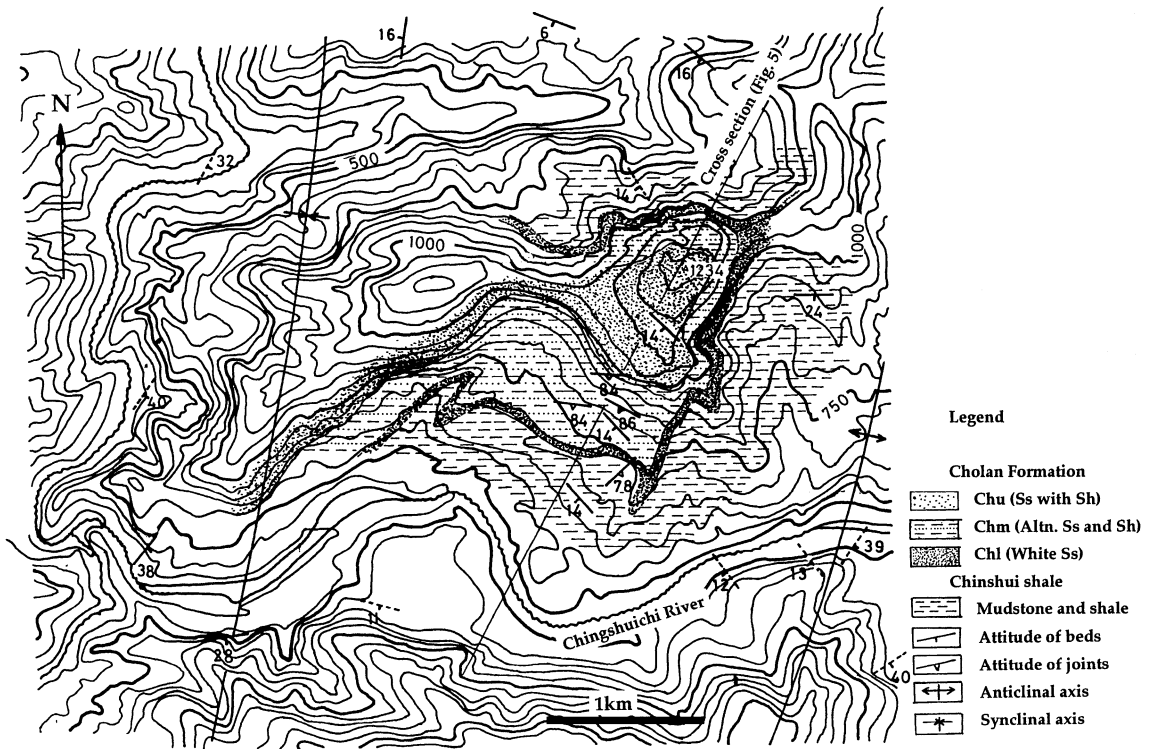 16
6
16
Cross section (Fig. 5)
N
32
500
14
1000
1000
1234
24
14
40
84
7501
84
86
14
78
14
39
38
12
13
Chingshuichi River
11
28
40
1km
Legend
Cholan Formation
Chu (Ss with Sh)
Chm (Altn. Ss and Sh)
Chl (White Ss)
Chinshui shale
Mudstone and shale
Attitude of beds
Attitude of joints
Anticlinal axis
Synclinal axis